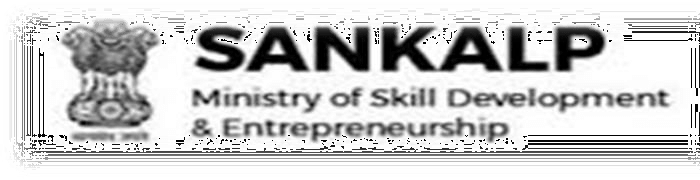 SANKALP
Ministry of Skill Development
& Entrepreneurship